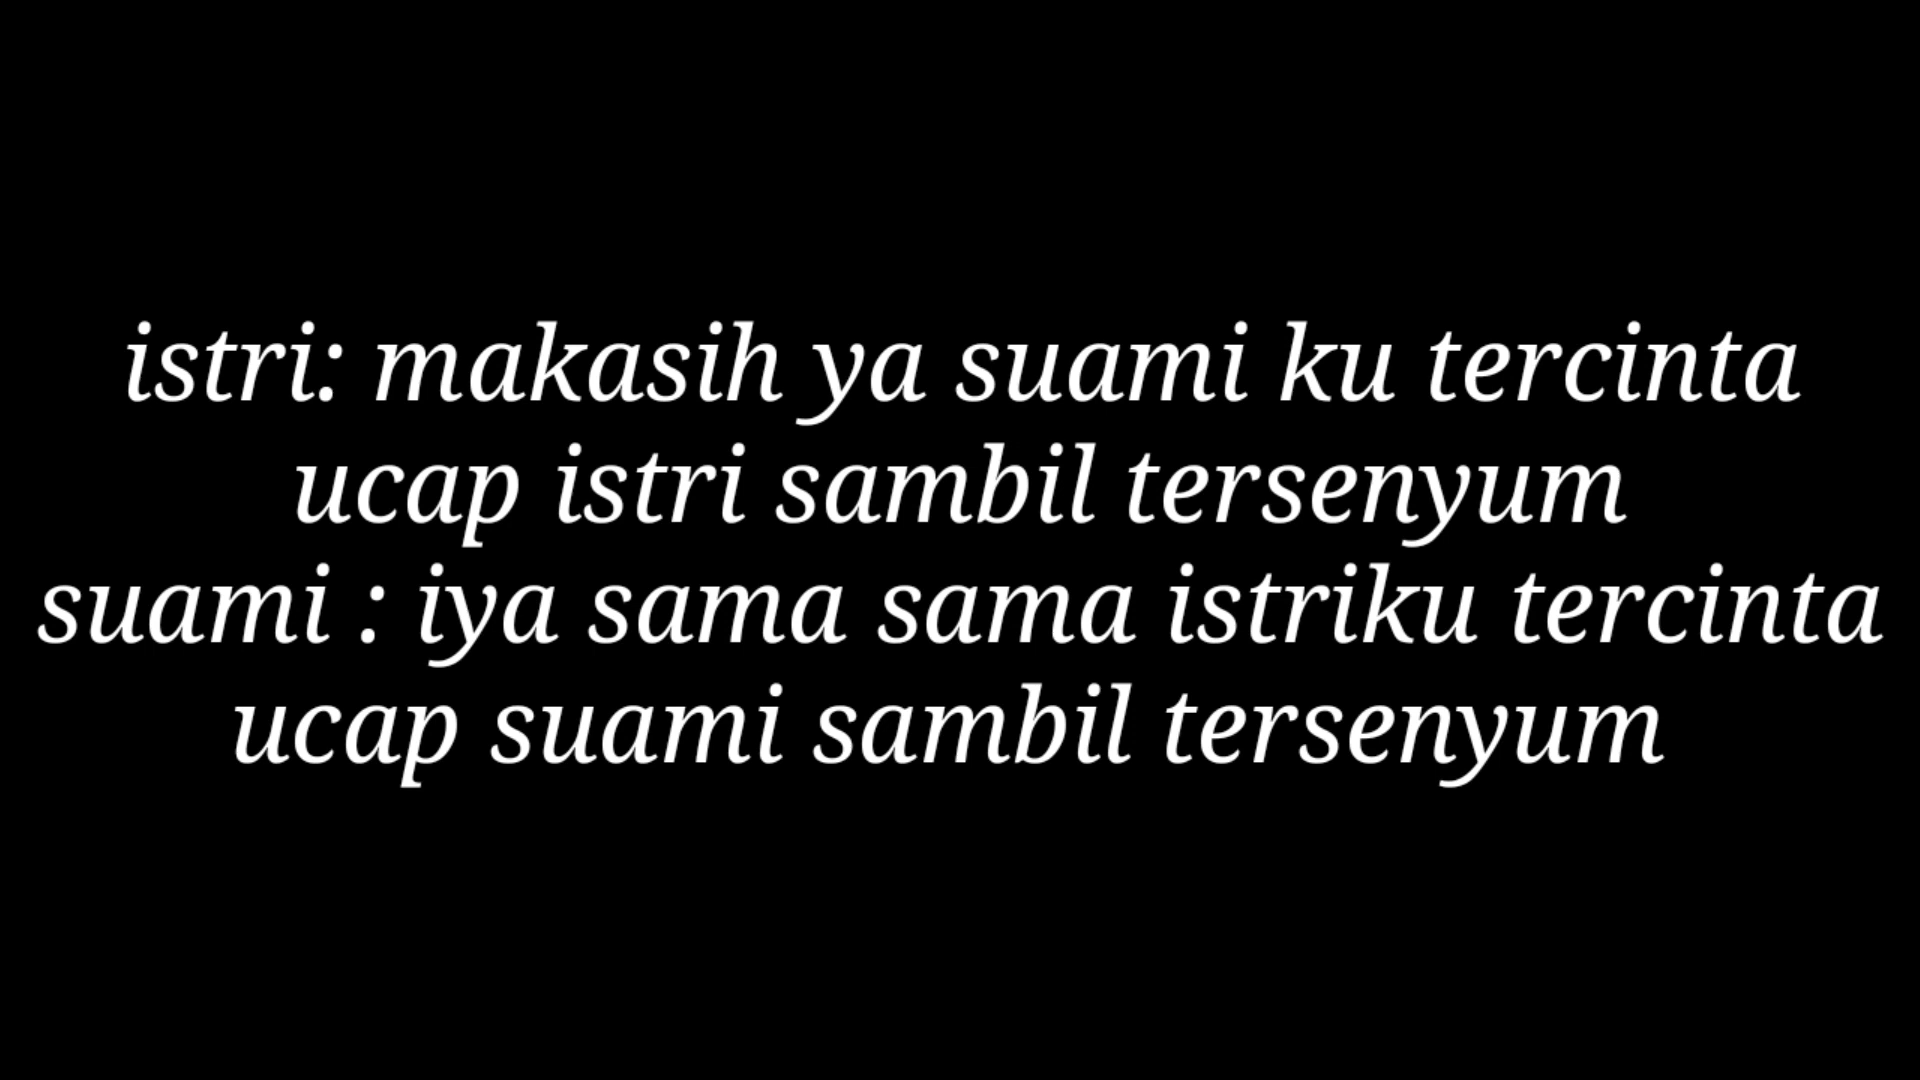 istri: makasih ya suami ku tercinta
ucap istri sambil tersenyum
suami : iya sama sama istriku tercinta
ucap suami sambil tersenyum